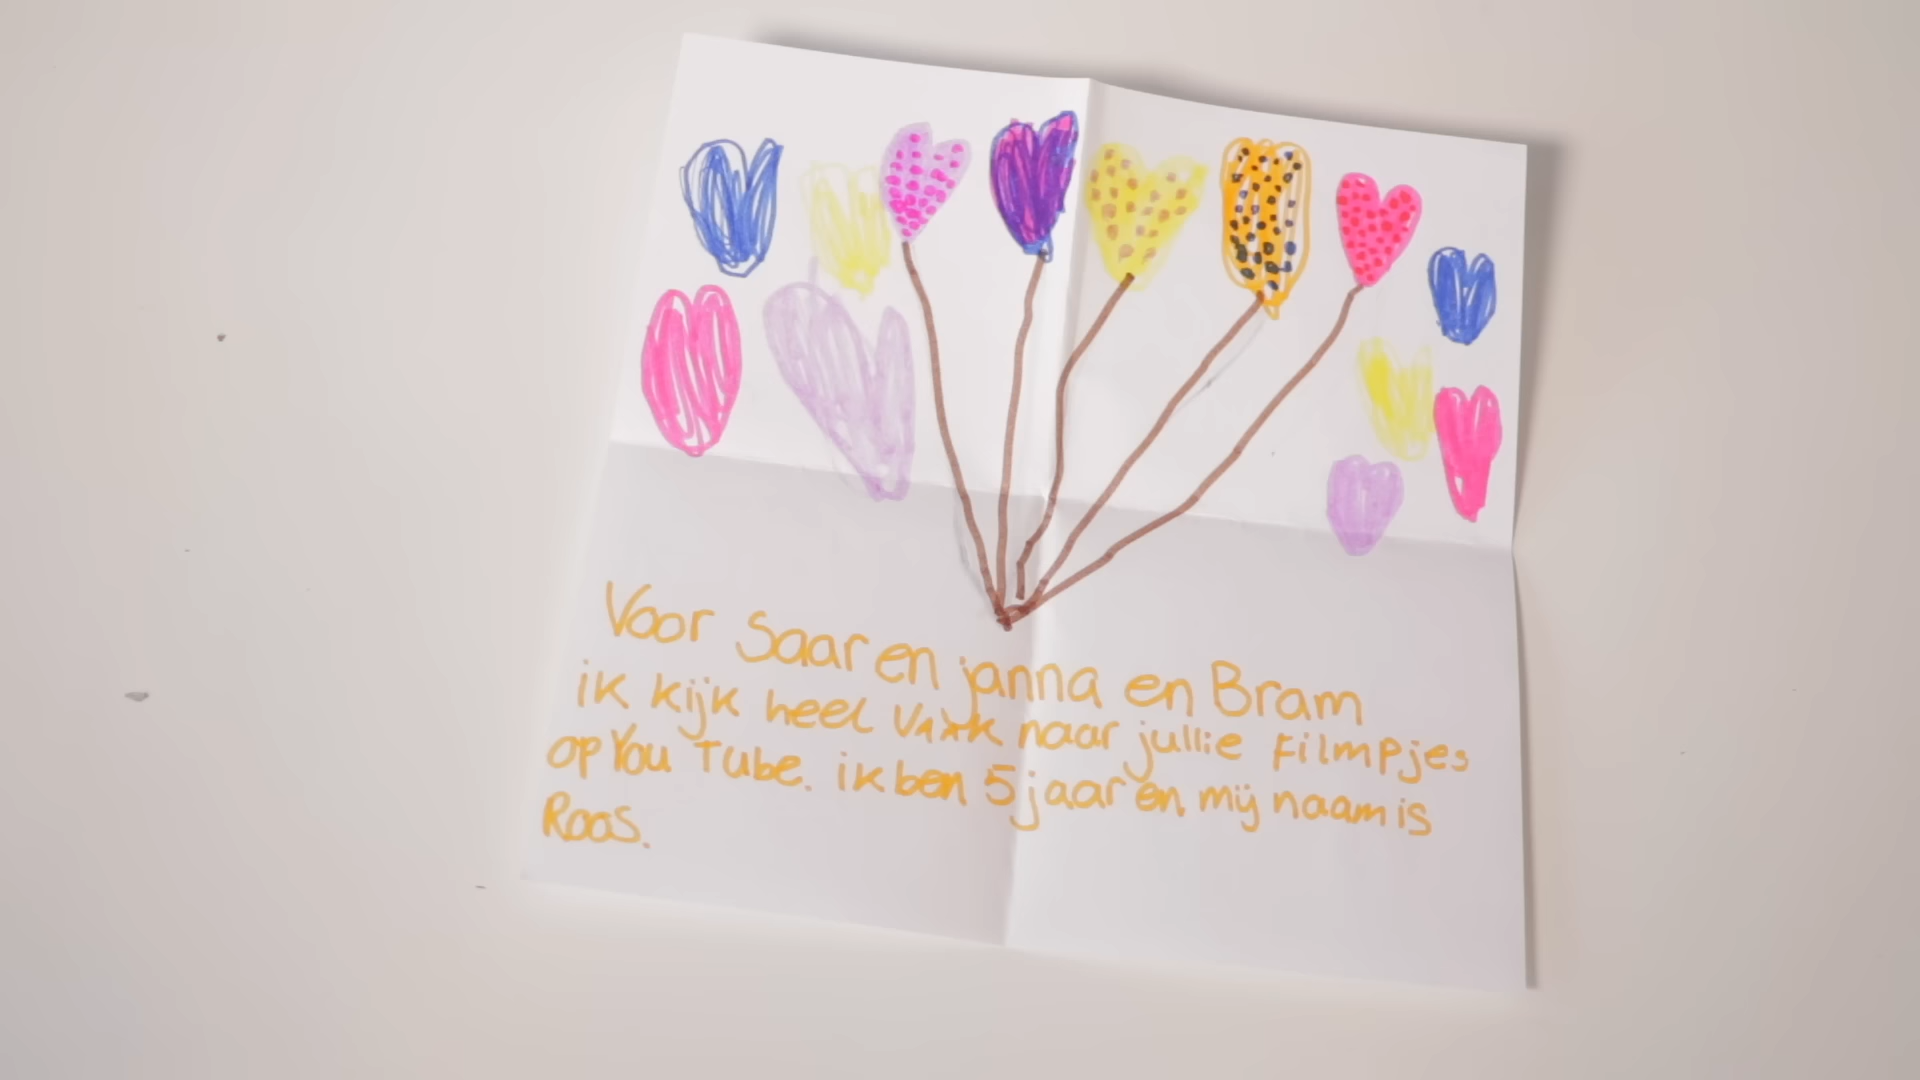 Voor Saar en janna en Bram
ik kijk heel vaak naar jullie Filmpjes
op You Tube. ik ben 5 jaar en mij naam is
Roos.